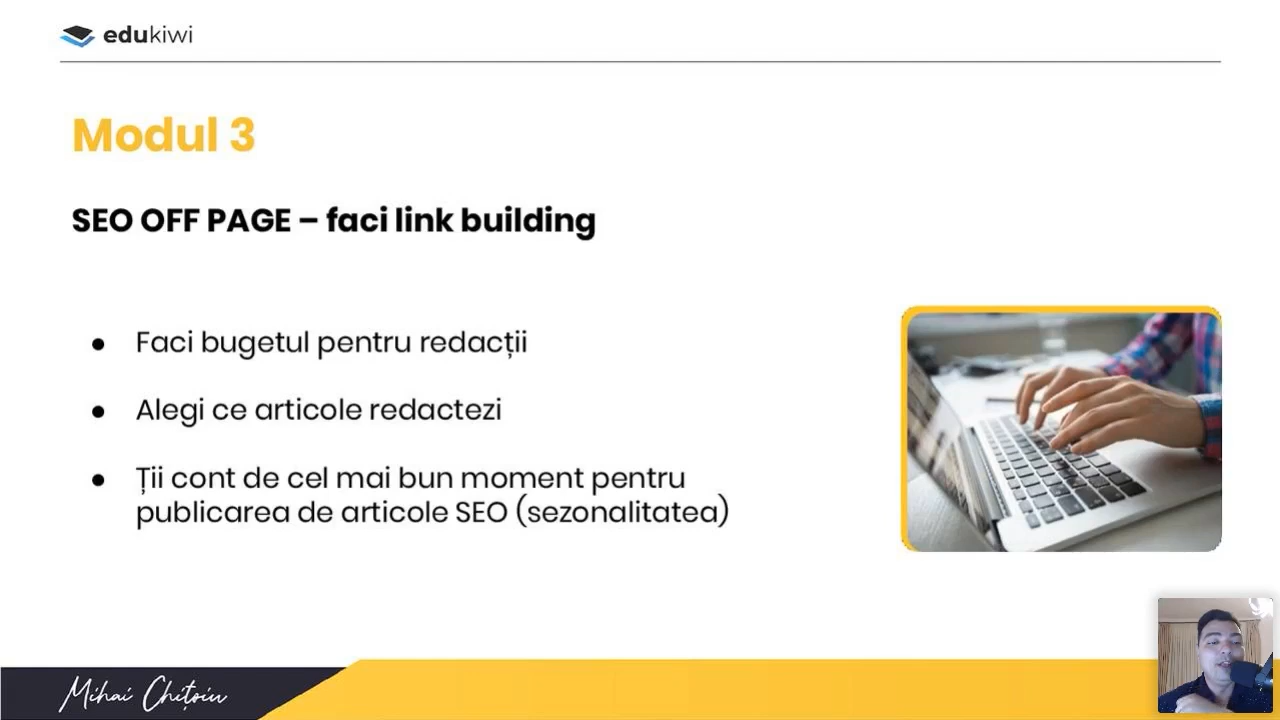 edukiwi
Modul 3
SEO OFF PAGE – faci link building
● Faci bugetul pentru redacții
● Alegi ce articole redactezi
● Ții cont de cel mai bun moment pentru
publicarea de articole SEO (sezonalitatea)
Mihai Chițoiu